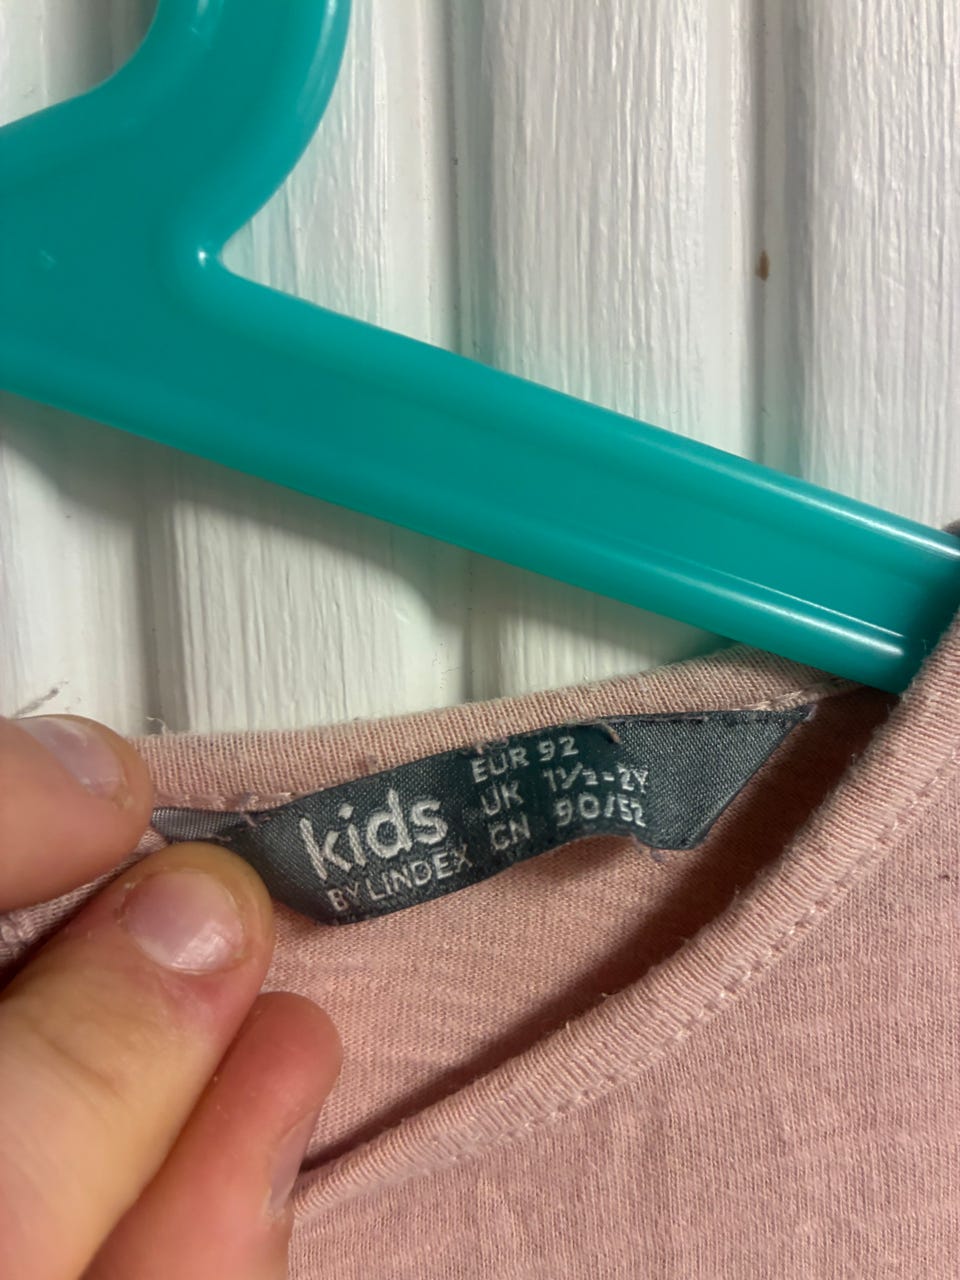 kids
BY LINDEX
EUR 92
UK 1½-2Y
CN 90/52